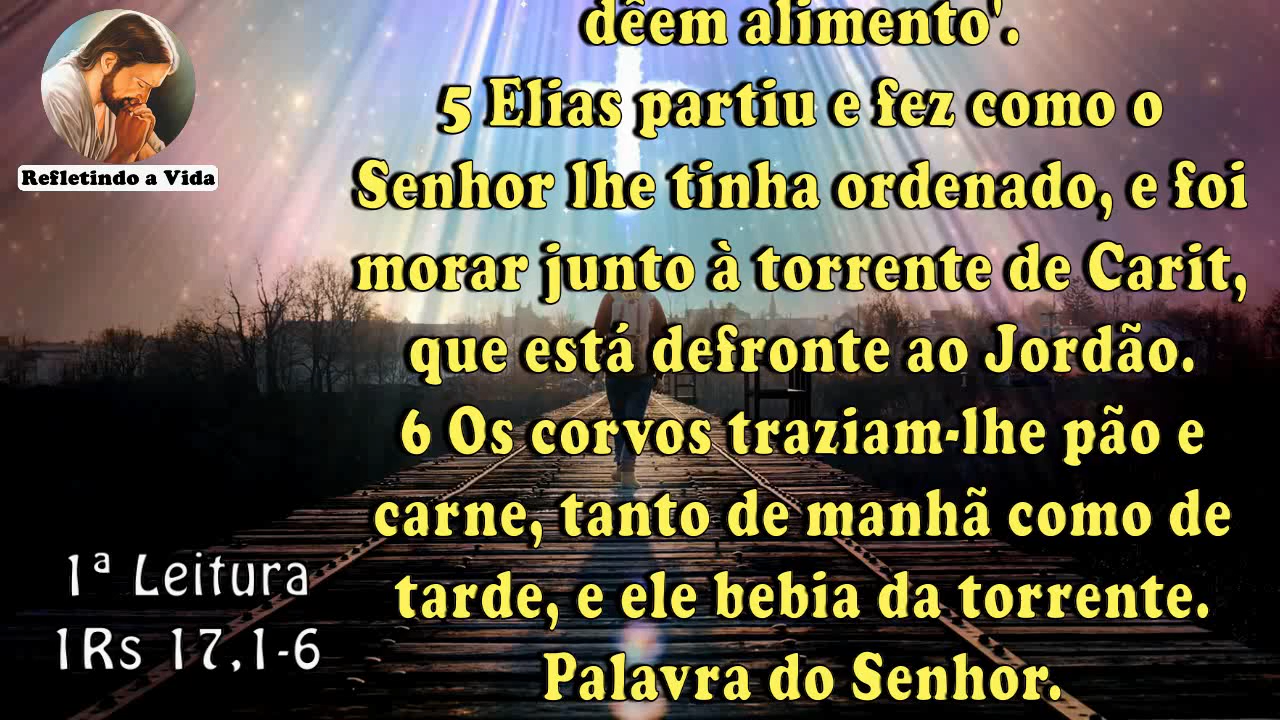 Refletindo a Vida
dêem alimento'.
5 Elias partiu e fez como o
Senhor lhe tinha ordenado, e foi
morar junto à torrente de Carit,
que está defronte ao Jordão.
6 Os corvos traziam-lhe pão e
carne, tanto de manhã como de
tarde, e ele bebia da torrente.
Palavra do Senhor.
1ª Leitura
1Rs 17,1-6